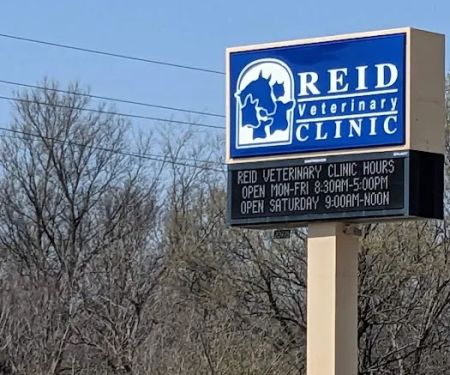 REID
Veterinary
CLINIC
REID VETERINARY CLINIC HOURS
OPEN MON-FRI 8:30AM-5:00PM
OPEN SATURDAY 9:00AM-NOON